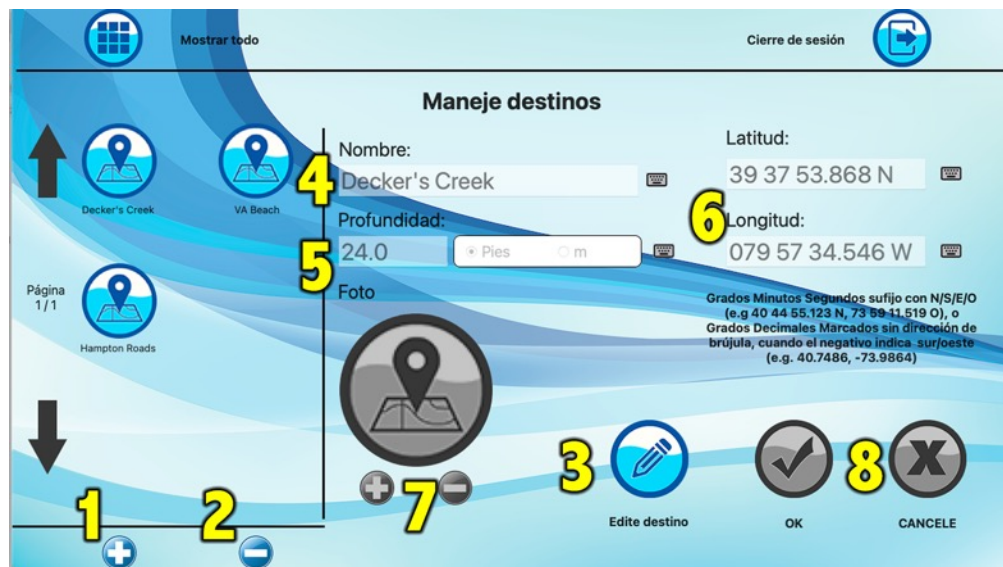 Mostrar todo
Cierre de sesión
Maneje destinos
Decker's Creek
VA Beach
Página
1 / 1
Hampton Roads
1
2
4
Nombre:
Decker's Creek
5
Profundidad:
24.0
Pies
m
Foto
7
6
Latitud:
39 37 53.868 N
Longitud:
079 57 34.546 W
Grados Minutos Segundos sufijo con N/S/E/O
(e.g 40 44 55.123 N, 73 59 11.519 O), o
Grados Decimales Marcados sin dirección de
brújula, cuando el negativo indica sur/oeste
(e.g. 40.7486, -73.9864)
3
Edite destino
OK
8
X
CANCELE